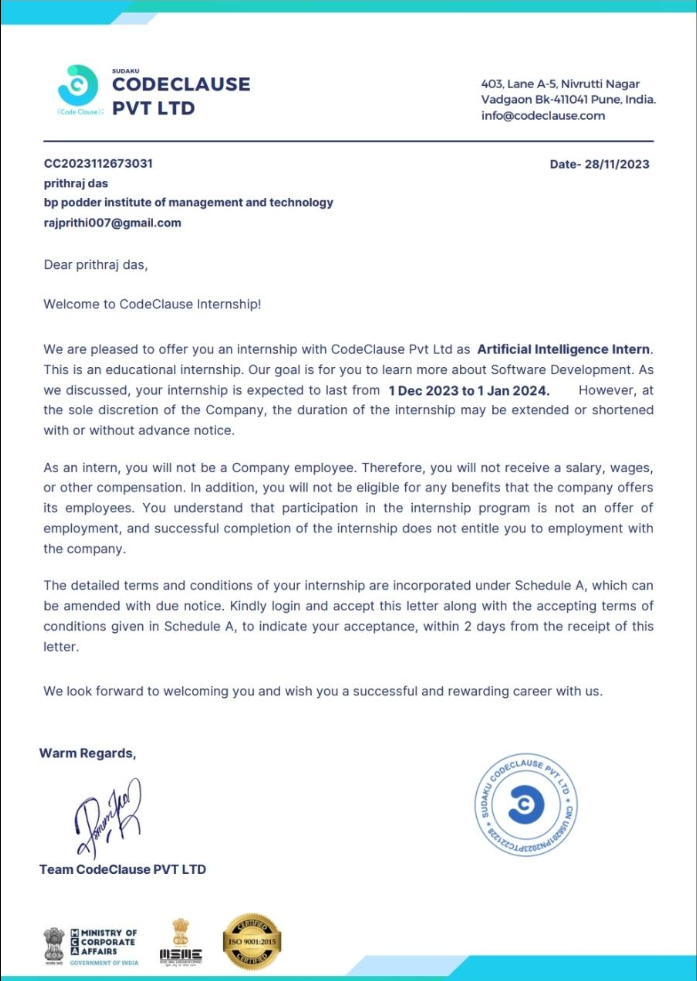 SUDAKU
CODECLAUSE
PVT LTD
{Code Clause}
403, Lane A-5, Nivrutti Nagar
Vadgaon Bk-411041 Pune, India.
info@codeclause.com
CC2023112673031
Date- 28/11/2023
prithraj das
bp podder institute of management and technology
rajprithi007@gmail.com
Dear prithraj das,
Welcome to CodeClause Internship!
We are pleased to offer you an internship with CodeClause Pvt Ltd as Artificial Intelligence Intern.
This is an educational internship. Our goal is for you to learn more about Software Development. As
we discussed, your internship is expected to last from 1 Dec 2023 to 1 Jan 2024. However, at
the sole discretion of the Company, the duration of the internship may be extended or shortened
with or without advance notice.
As an intern, you will not be a Company employee. Therefore, you will not receive a salary, wages,
or other compensation. In addition, you will not be eligible for any benefits that the company offers
its employees. You understand that participation in the internship program is not an offer of
employment, and successful completion of the internship does not entitle you to employment with
the company.
The detailed terms and conditions of your internship are incorporated under Schedule A, which can
be amended with due notice. Kindly login and accept this letter along with the accepting terms of
conditions given in Schedule A, to indicate your acceptance, within 2 days from the receipt of this
letter.
We look forward to welcoming you and wish you a successful and rewarding career with us.
Warm Regards,
SUDAKU CODECLAUSE PVT LTD
Team CodeClause PVT LTD
MCA
MINISTRY OF
CORPORATE
AFFAIRS
GOVERNMENT OF INDIA
MSME
CERTIFIED
ISO 9001:2015
CERTIFIED